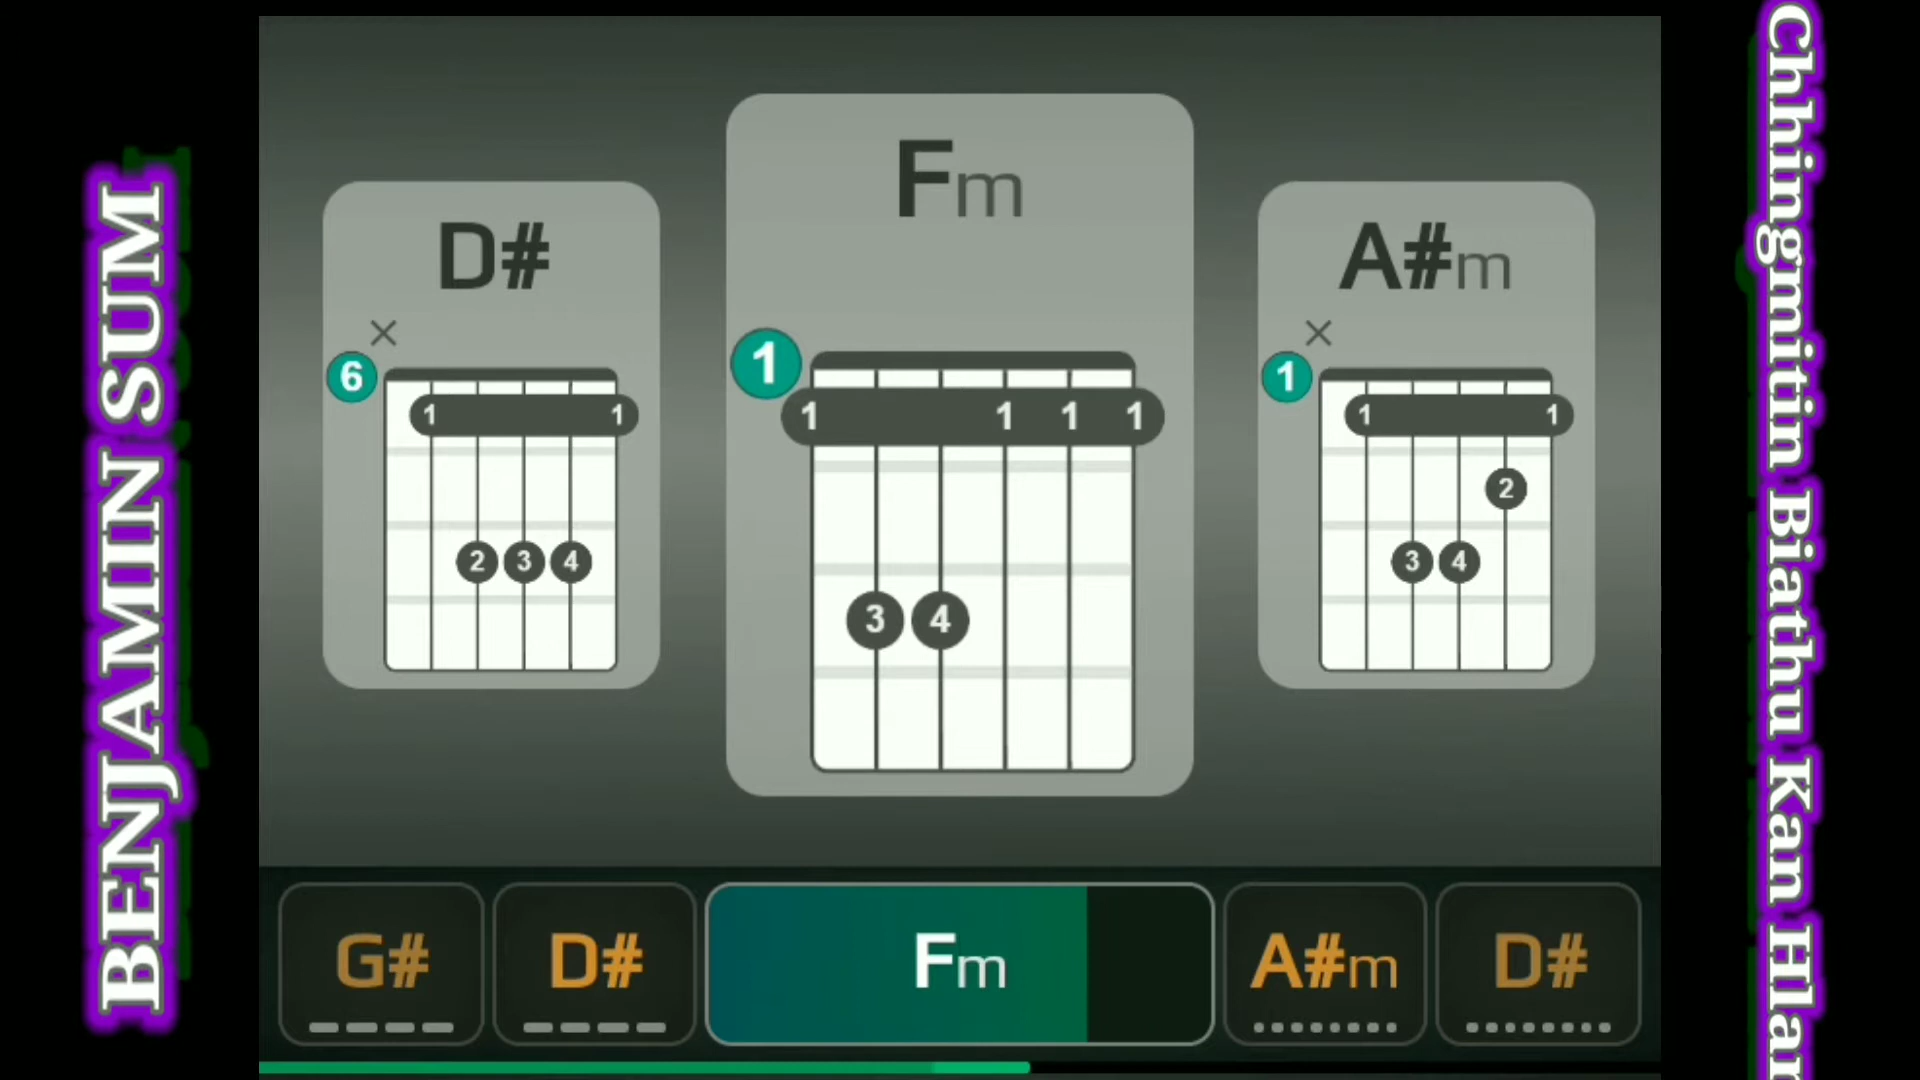 BENJAMIN SUM
Chhingmitin Biathu Kan Hlan
D#
×
6
1 1
2 3 4
Fm
1
1 1 1 1
3 4
A#m
×
1
1 1
2
3 4
G# D# Fm A#m D#